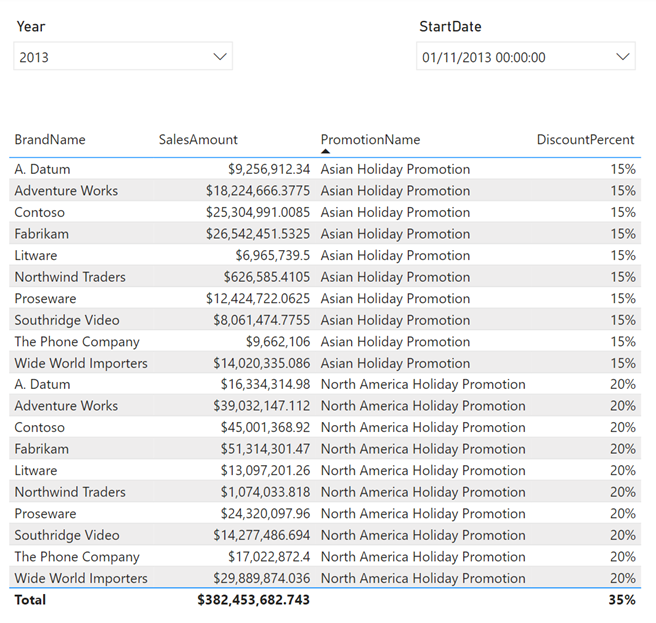 Year StartDate
2013 01/11/2013 00:00:00
BrandName SalesAmount PromotionName DiscountPercent
A. Datum $9,256,912.34 Asian Holiday Promotion 15%
Adventure Works $18,224,666.3775 Asian Holiday Promotion 15%
Contoso $25,304,991.0085 Asian Holiday Promotion 15%
Fabrikam $26,542,451.5325 Asian Holiday Promotion 15%
Litware $6,965,739.5 Asian Holiday Promotion 15%
Northwind Traders $626,585.4105 Asian Holiday Promotion 15%
Proseware $12,424,722.0625 Asian Holiday Promotion 15%
Southridge Video $8,061,474.7755 Asian Holiday Promotion 15%
The Phone Company $9,662,106 Asian Holiday Promotion 15%
Wide World Importers $14,020,335.086 Asian Holiday Promotion 15%
A. Datum $16,334,314.98 North America Holiday Promotion 20%
Adventure Works $39,032,147.112 North America Holiday Promotion 20%
Contoso $45,001,368.92 North America Holiday Promotion 20%
Fabrikam $51,314,301.47 North America Holiday Promotion 20%
Litware $13,097,201.26 North America Holiday Promotion 20%
Northwind Traders $1,074,033.818 North America Holiday Promotion 20%
Proseware $24,320,097.96 North America Holiday Promotion 20%
Southridge Video $14,277,486.694 North America Holiday Promotion 20%
The Phone Company $17,022,872.4 North America Holiday Promotion 20%
Wide World Importers $29,889,874.036 North America Holiday Promotion 20%
Total $382,453,682.743 35%